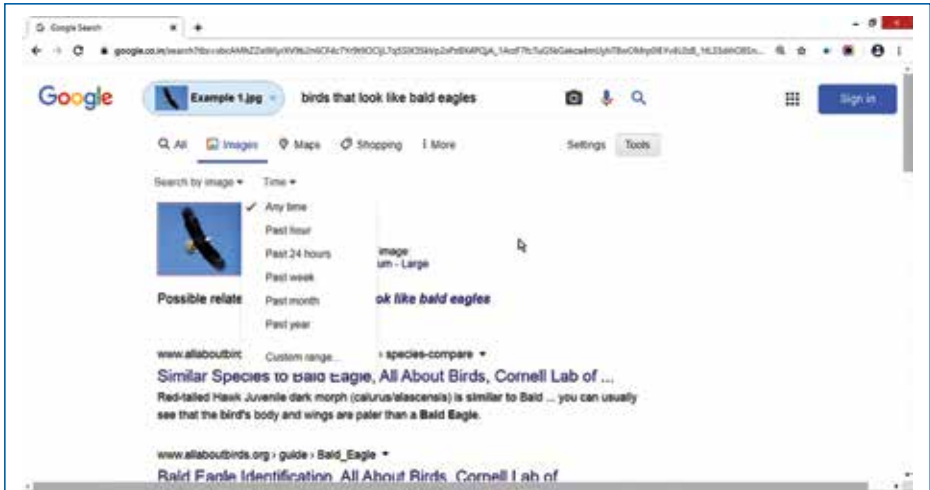 Google Search
Google
Example 1.jpg
birds that look like bald eagles
Sign in
All Images Maps Shopping More Settings Tools
Search by image Time
Any time
Past hour
Past 24 hours
image
um - Large
Past week
Possible relate
Past month
ok like bald eagles
Past year
www.allaboutbirc
Custom range...
› species-compare
Similar Species to Bald Eagle, All About Birds, Cornell Lab of ...
Red-tailed Hawk Juvenile dark morph (calurus/alascensis) is similar to Bald ... you can usually
see that the bird's body and wings are paler than a Bald Eagle.
www.allaboutbirds.org › guide › Bald_Eagle
Bald Eagle Identification, All About Birds, Cornell Lab of